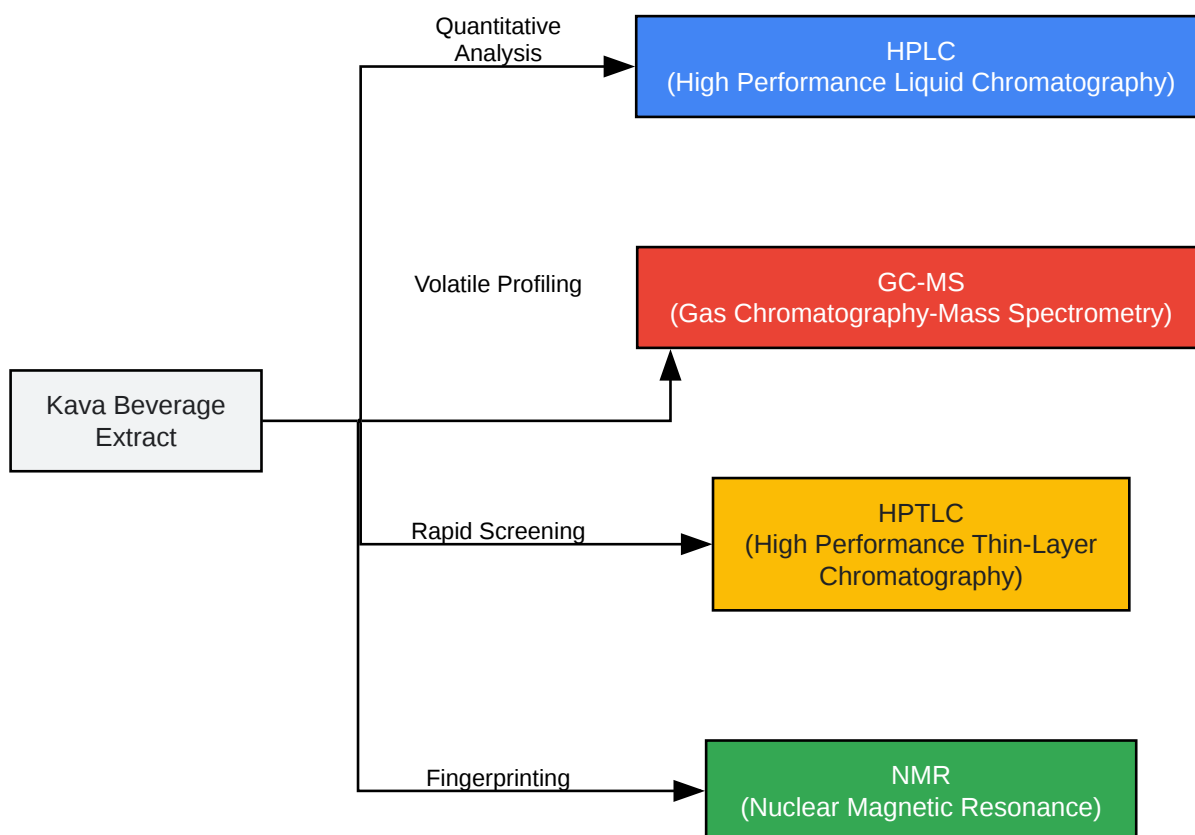 Quantitative
Analysis
HPLC
(High Performance Liquid Chromatography)
Volatile Profiling
GC-MS
(Gas Chromatography-Mass Spectrometry)
Kava Beverage
Extract
Rapid Screening
HPTLC
(High Performance Thin-Layer
Chromatography)
Fingerprinting
NMR
(Nuclear Magnetic Resonance)